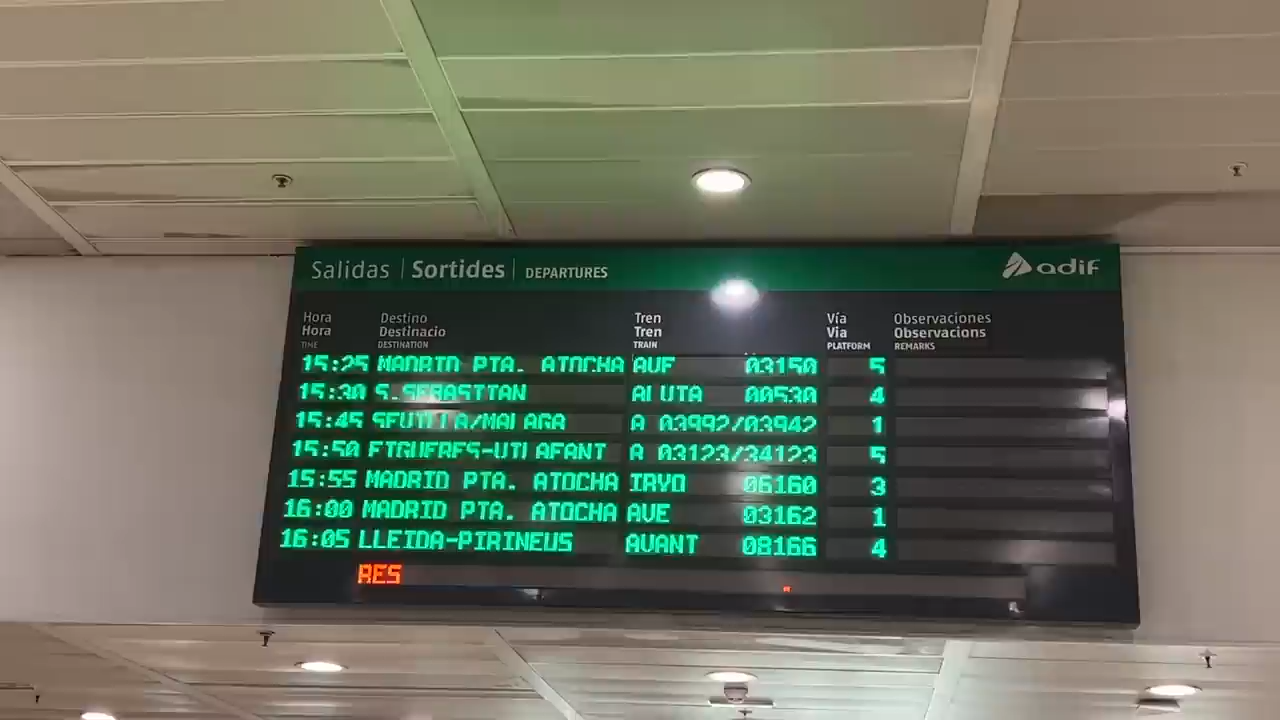 Salidas | Sortides | DEPARTURES adif
Hora Destino Tren Vía Observaciones
Hora Destinacio Tren Via Observacions
TIME DESTINATION TRAIN PLATFORM REMARKS
15:25 MADRID PTA. ATOCHA AVE 03150 5
15:30 S.SEBASTIAN ALVIA 00530 4
15:45 SEVILLA/MALAGA A 03992/03942 1
15:50 FIGUERES-VILAFANT A 03123/34123 5
15:55 MADRID PTA. ATOCHA IRYO 06160 3
16:00 MADRID PTA. ATOCHA AVE 03162 1
16:05 LLEIDA-PIRINEUS AVANT 08166 4
RES